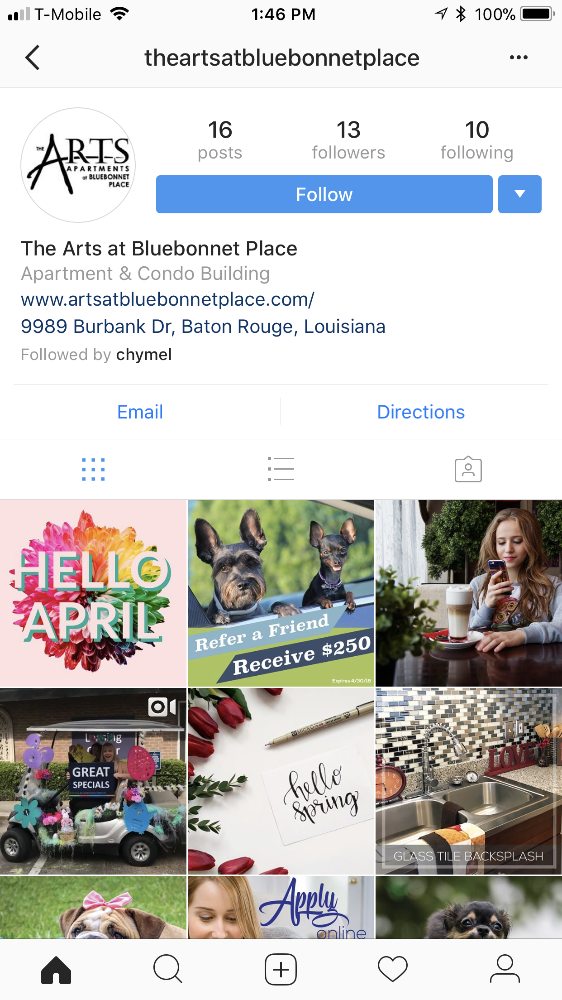 T-Mobile 1:46 PM 100%
theartsatbluebonnetplace
16 13 10
posts followers following
THE ARTS
APARTMENTS
at BLUEBONNET
PLACE
Follow
The Arts at Bluebonnet Place
Apartment & Condo Building
www.artsatbluebonnetplace.com/
9989 Burbank Dr, Baton Rouge, Louisiana
Followed by chymel
Email Directions
HELLO
APRIL
Refer a Friend
Receive $250
Expires 4/30/18
GREAT
SPECIALS
MICRON
hello
spring
LOVE
GLASS TILE BACKSPLASH
Apply
online